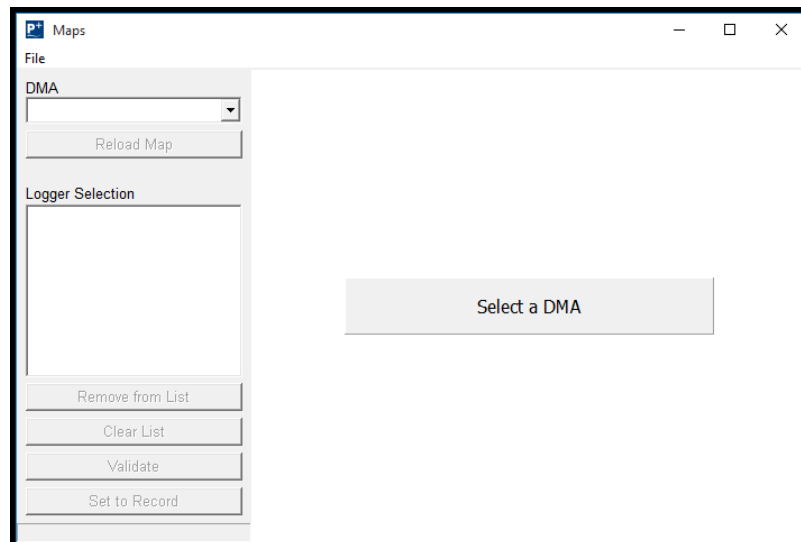 P+ Maps
File
DMA
Reload Map
Logger Selection
Select a DMA
Remove from List
Clear List
Validate
Set to Record